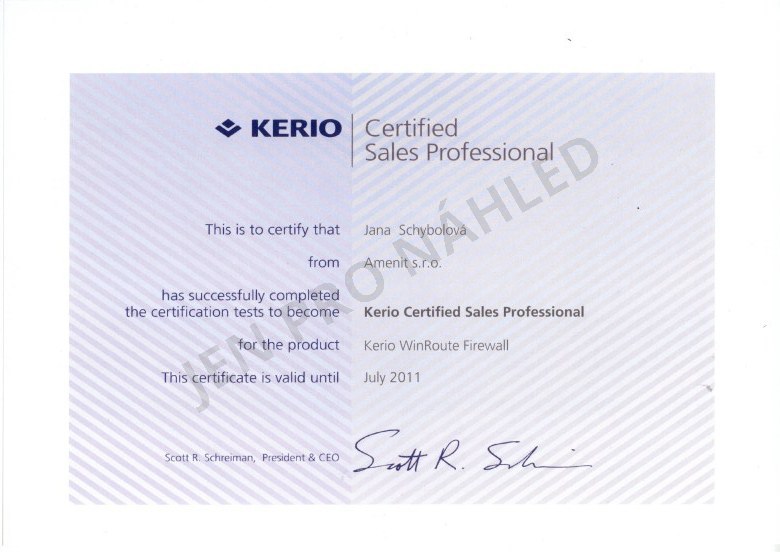 KERIO
Certified
Sales Professional
This is to certify that Jana Schybolová
from Amenit s.r.o.
has successfully completed
the certification tests to become Kerio Certified Sales Professional
for the product Kerio WinRoute Firewall
This certificate is valid until July 2011
Scott R. Schreiman, President & CEO Scott R. Sch
JEN PRO NÁHLED